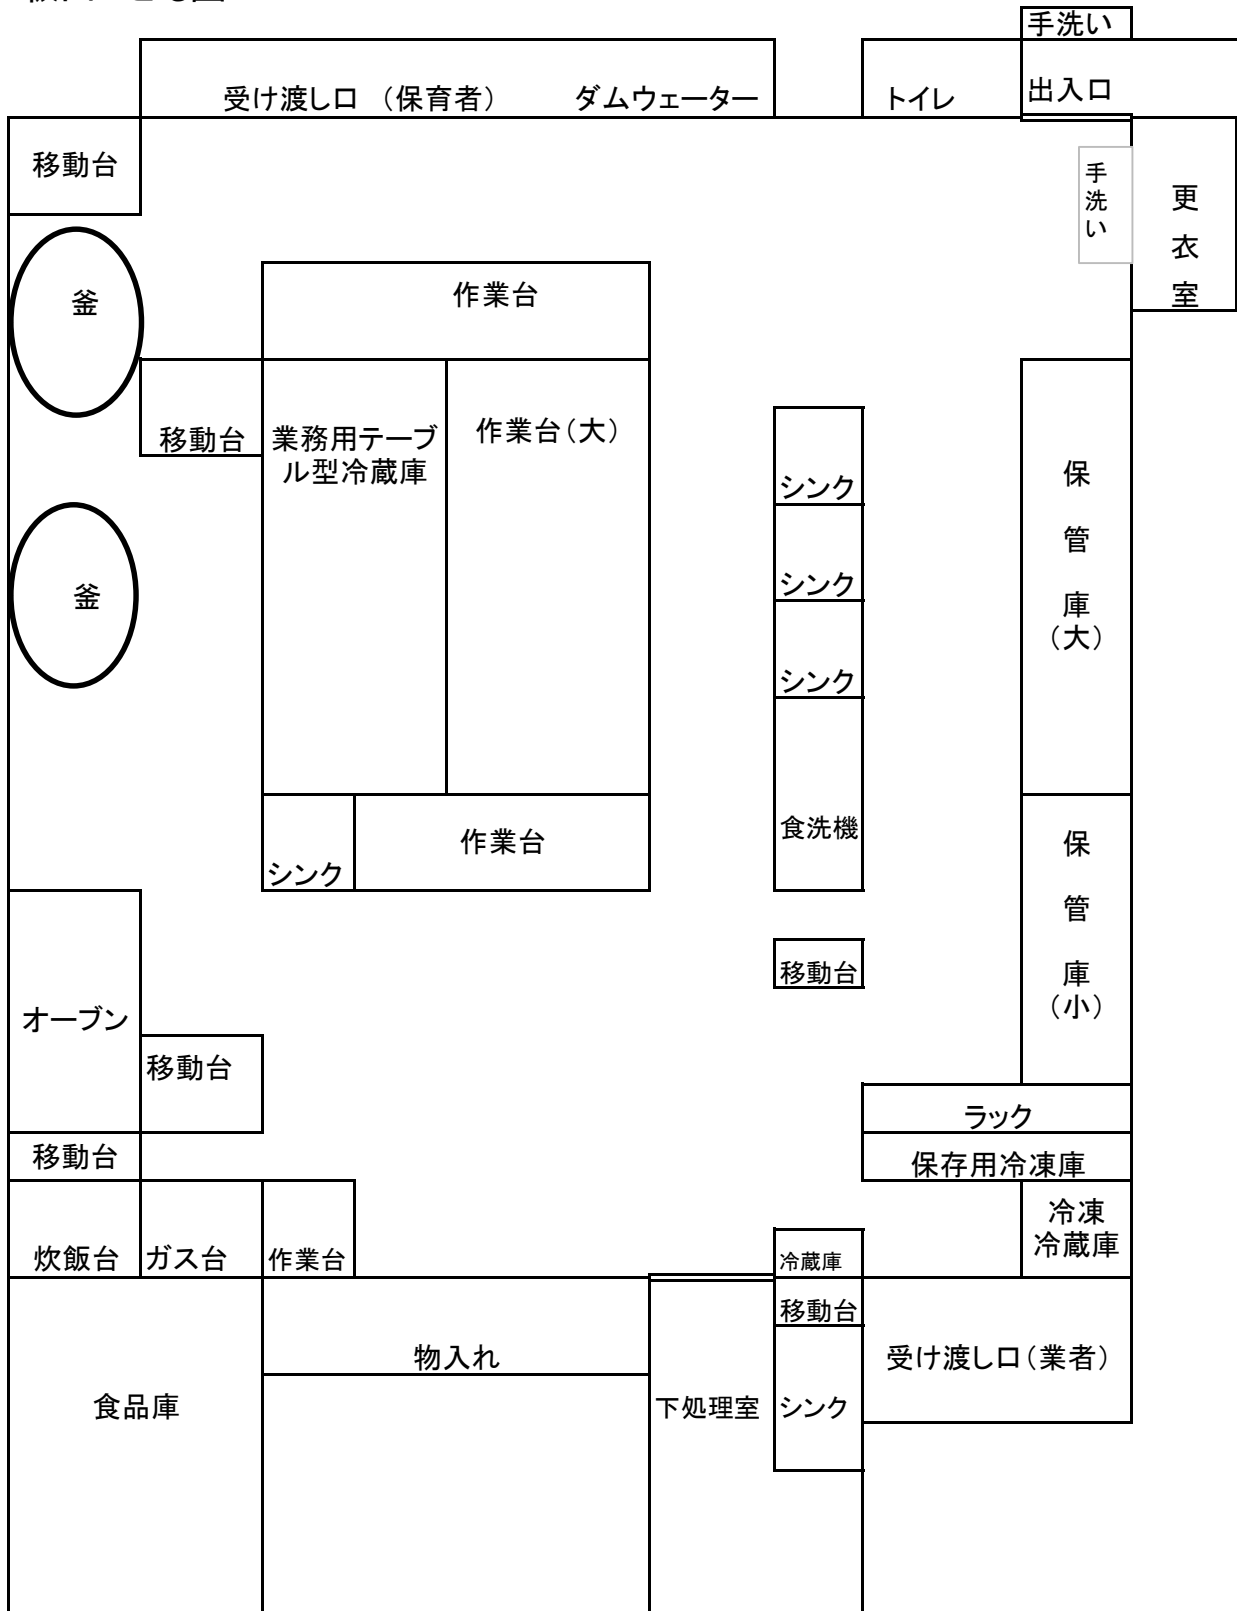 手洗い
受け渡し口 （保育者）
ダムウェーター
トイレ
出入口
移動台
手
洗
い
更
衣
室
釜
作業台
移動台
業務用テーブ
ル型冷蔵庫
作業台（大）
シンク
保
管
庫
（大）
釜
シンク
シンク
シンク
作業台
食洗機
保
管
庫
（小）
移動台
オーブン
移動台
ラック
移動台
保存用冷凍庫
炊飯台
ガス台
作業台
冷蔵庫
冷凍
冷蔵庫
移動台
物入れ
受け渡し口（業者）
食品庫
下処理室
シンク